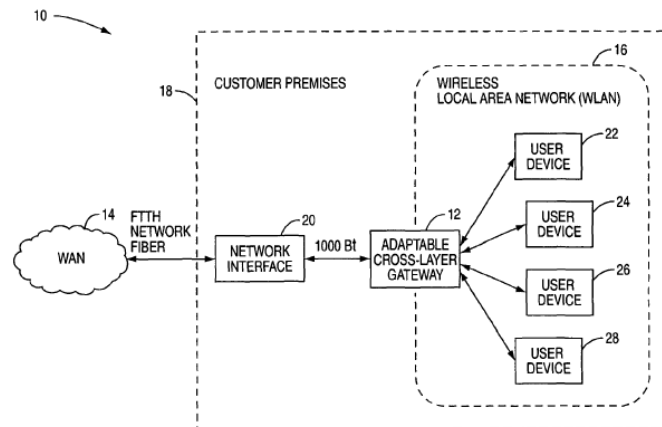 10
16
18
CUSTOMER PREMISES
WIRELESS
LOCAL AREA NETWORK (WLAN)
22
USER
DEVICE
14
FTTH
NETWORK
FIBER
20
12
24
WAN
NETWORK
INTERFACE
1000 Bt
ADAPTABLE
CROSS-LAYER
GATEWAY
USER
DEVICE
26
USER
DEVICE
28
USER
DEVICE